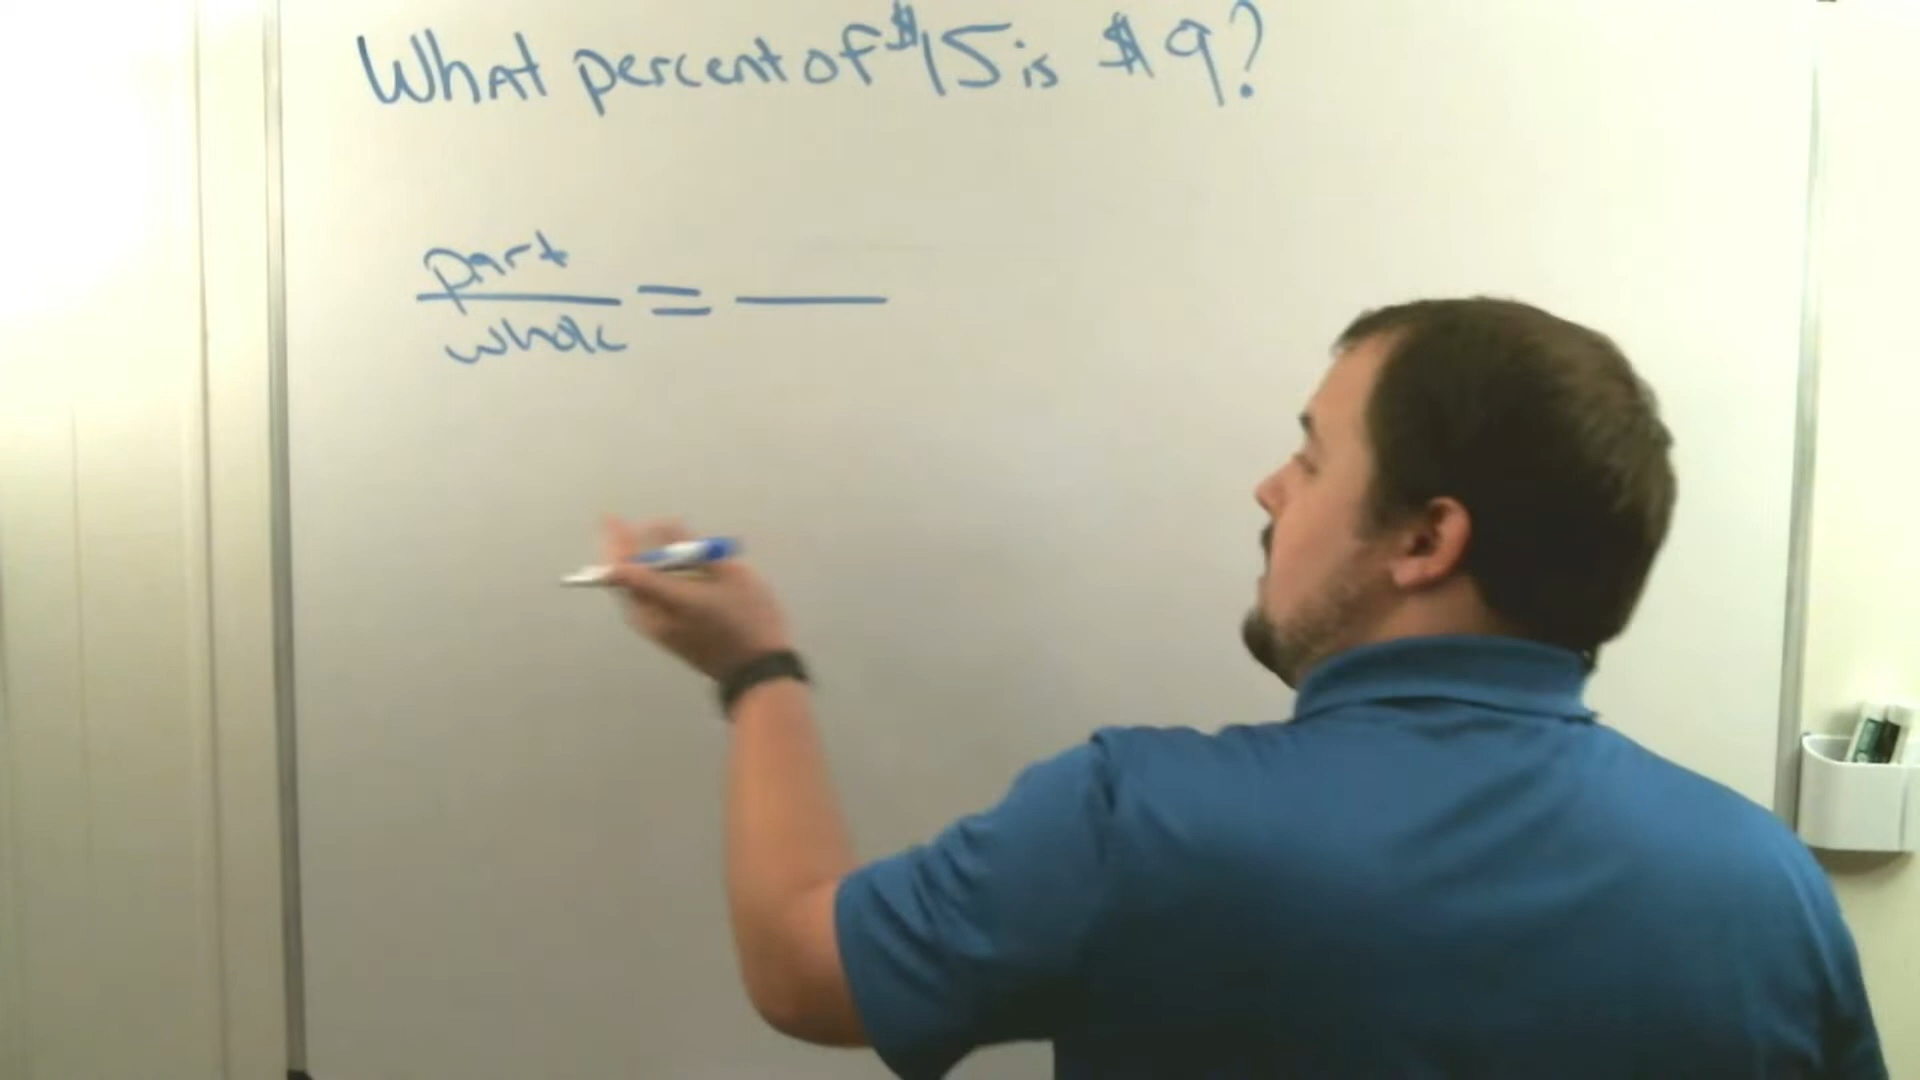 What percent of $15 is $9?
part
whole
= —